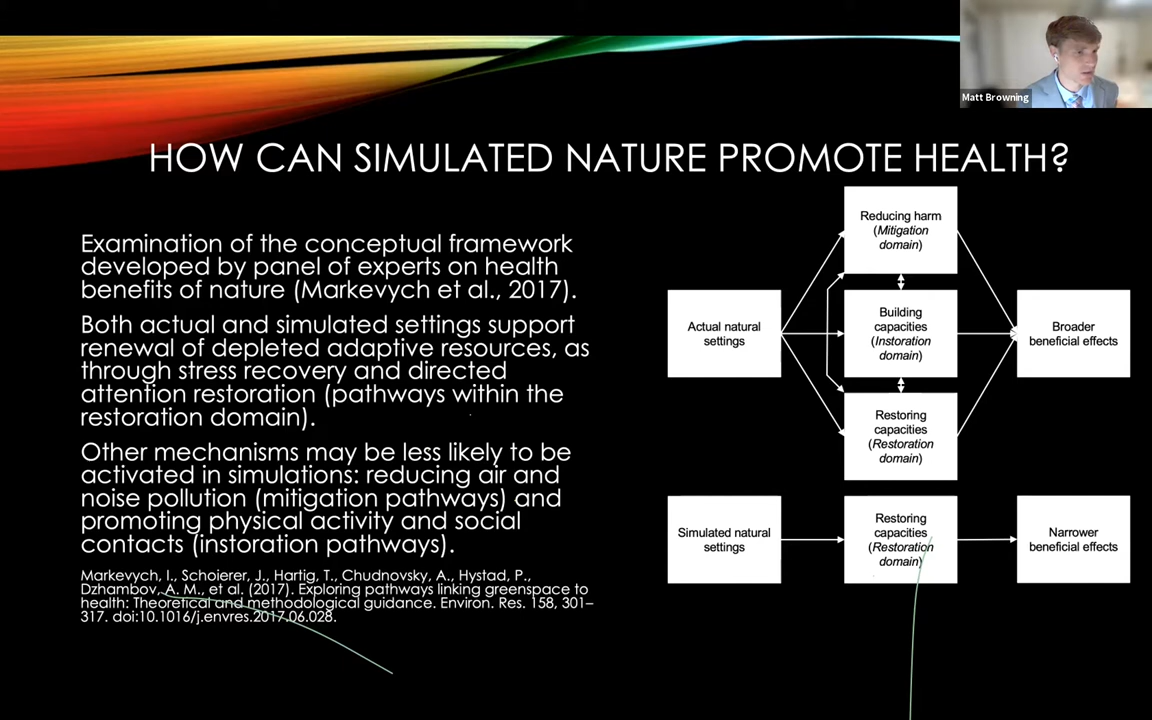 Matt Browning
HOW CAN SIMULATED NATURE PROMOTE HEALTH?
Examination of the conceptual framework
developed by panel of experts on health
benefits of nature (Markevych et al., 2017).
Both actual and simulated settings support
renewal of depleted adaptive resources, as
through stress recovery and directed
attention restoration (pathways within the
restoration domain).
Other mechanisms may be less likely to be
activated in simulations: reducing air and
noise pollution (mitigation pathways) and
promoting physical activity and social
contacts (instoration pathways).
Markevych, I., Schoierer, J., Hartig, T., Chudnovsky, A., Hystad, P.,
Dzhambov, A. M., et al. (2017). Exploring pathways linking greenspace to
health: Theoretical and methodological guidance. Environ. Res. 158, 301–
317. doi:10.1016/j.envres.2017.06.028.
Actual natural
settings
Reducing harm
(Mitigation
domain)
Building
capacities
(Instoration
domain)
Restoring
capacities
(Restoration
domain)
Broader
beneficial effects
Simulated natural
settings
Restoring
capacities
(Restoration
domain)
Narrower
beneficial effects